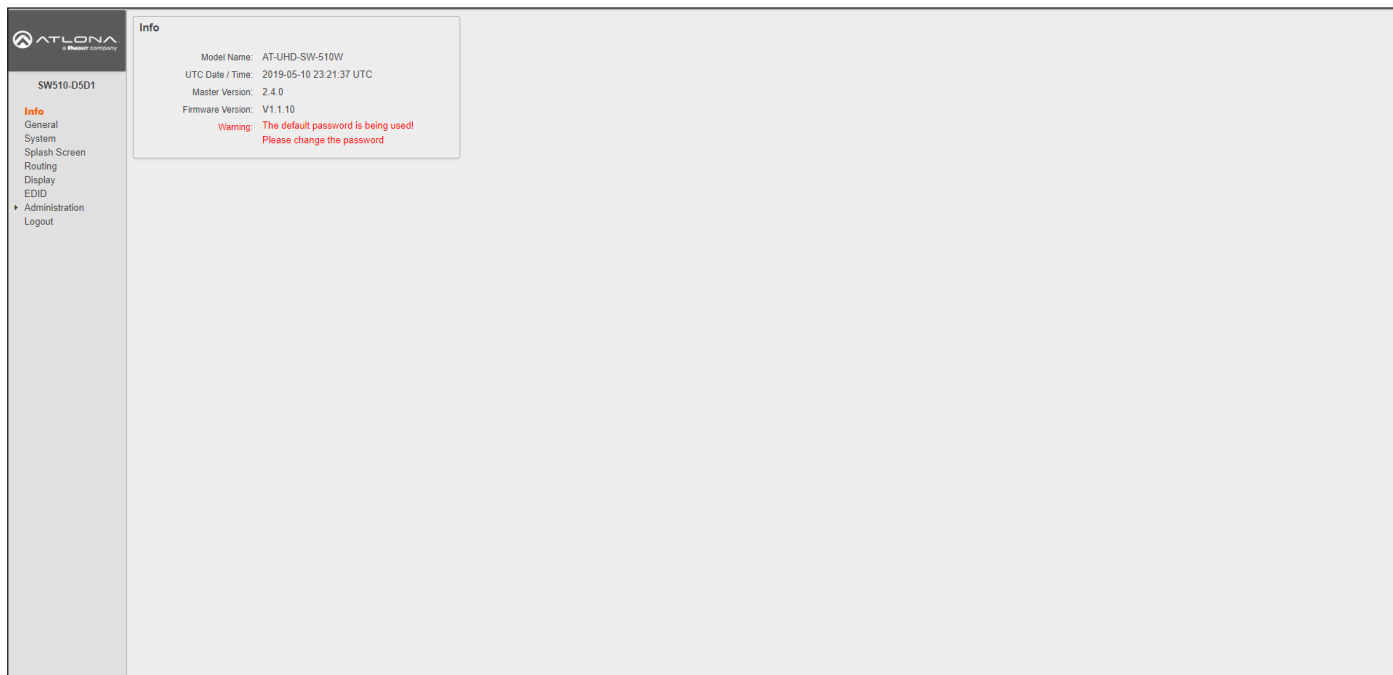 ATLONA
a PANDUIT company
SW510-D5D1
Info
General
System
Splash Screen
Routing
Display
EDID
Administration
Logout
Info
Model Name: AT-UHD-SW-510W
UTC Date / Time: 2019-05-10 23:21:37 UTC
Master Version: 2.4.0
Firmware Version: V1.1.10
Warning: The default password is being used!
Please change the password